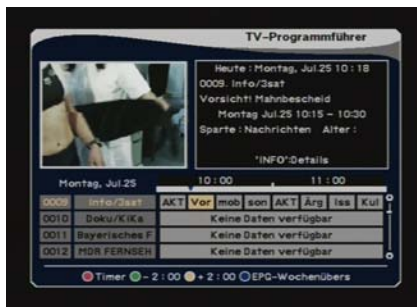 TV-Programmführer
Heute : Montag, Jul.25 10 : 18
0009. Info/3sat
Vorsicht! Mahnbescheid
Montag Jul.25 10:15 - 10:30
Sparte : Nachrichten Alter :
"INFO":Details
Montag, Jul.25 10 : 00 11 : 00
0009 Info/3sat AKT Vor mob son AKT Ärg Iss Kul
0010 Doku/KiKa Keine Daten verfügbar
0011 Bayerisches F Keine Daten verfügbar
0012 MDR FERNSEH Keine Daten verfügbar
Timer - 2 : 00 + 2 : 00 EPG-Wochenübers